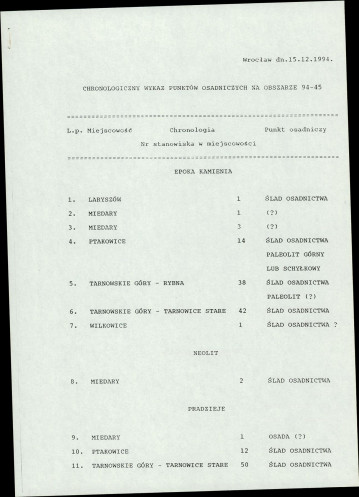 Wrocław dn.15.12.1994.
CHRONOLOGICZNY WYKAZ PUNKTÓW OSADNICZYCH NA OBSZARZE 94-45
L.p. Miejscowość Chronologia Punkt osadniczy
Nr stanowiska w miejscowości
EPOKA KAMIENIA
1. ŁABYSZÓW 1 ŚLAD OSADNICTWA
2. MIEDARY 1 (?)
3. MIEDARY 3 (?)
4. PTAKOWICE 14 ŚLAD OSADNICTWA
PALEOLIT GÓRNY
LUB SCHYŁKOWY
5. TARNOWSKIE GÓRY - RYBNA 38 ŚLAD OSADNICTWA
PALEOLIT (?)
6. TARNOWSKIE GÓRY - TARNOWICE STARE 42 ŚLAD OSADNICTWA
7. WILKOWICE 1 ŚLAD OSADNICTWA ?
NEOLIT
8. MIEDARY 2 ŚLAD OSADNICTWA
PRADZIEJE
9. MIEDARY 1 OSADA (?)
10. PTAKOWICE 12 ŚLAD OSADNICTWA
11. TARNOWSKIE GÓRY - TARNOWICE STARE 50 ŚLAD OSADNICTWA